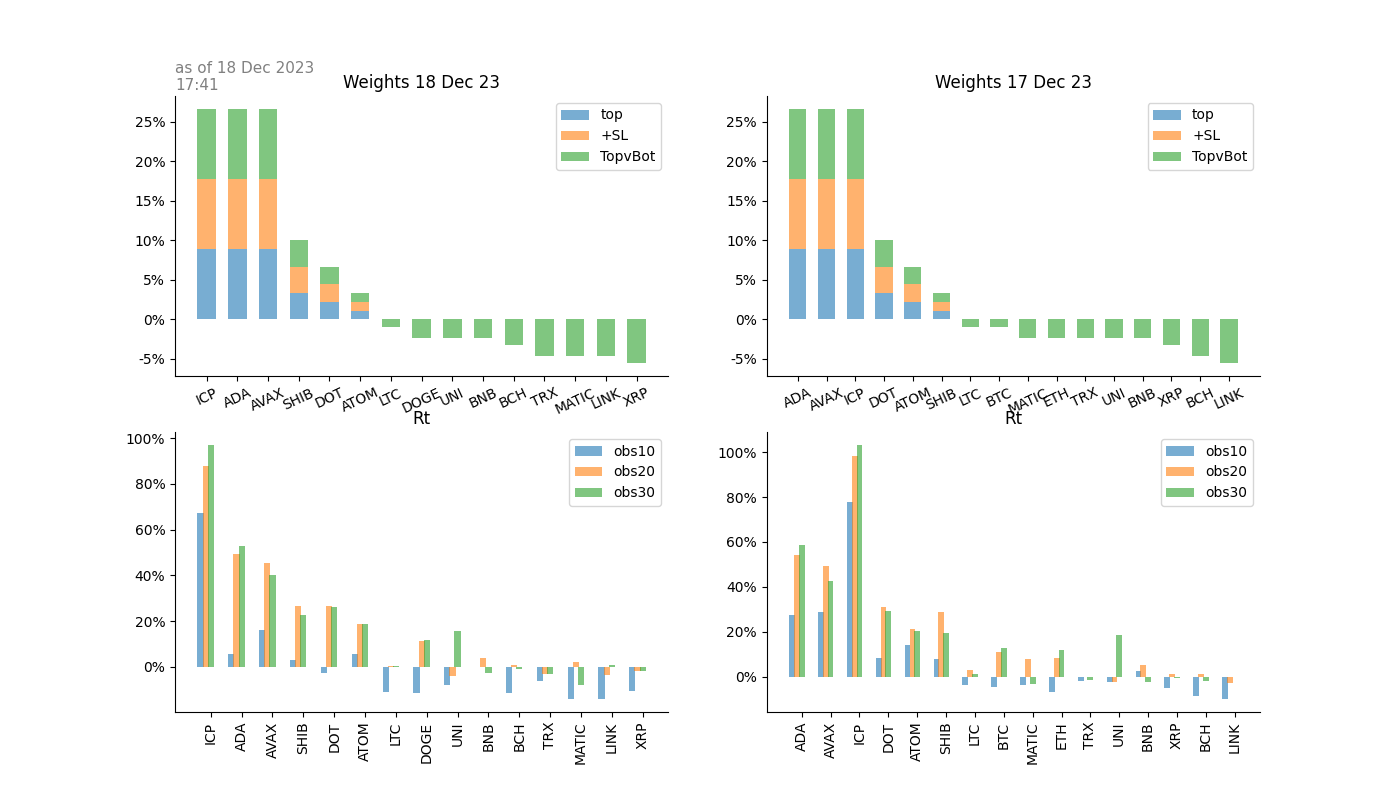 as of 18 Dec 2023
17:41
Weights 18 Dec 23
25%
20%
15%
10%
5%
0%
-5%
top
+SL
TopvBot
ICP ADA AVAX SHIB DOT ATOM LTC DOGE UNI BNB BCH TRX MATIC LINK XRP
Weights 17 Dec 23
25%
20%
15%
10%
5%
0%
-5%
top
+SL
TopvBot
ADA AVAX ICP DOT ATOM SHIB LTC BTC MATIC ETH TRX UNI BNB XRP BCH LINK
Rt
100%
80%
60%
40%
20%
0%
obs10
obs20
obs30
ICP ADA AVAX SHIB DOT ATOM LTC DOGE UNI BNB BCH TRX MATIC LINK XRP
Rt
100%
80%
60%
40%
20%
0%
obs10
obs20
obs30
ADA AVAX ICP DOT ATOM SHIB LTC BTC MATIC ETH TRX UNI BNB XRP BCH LINK